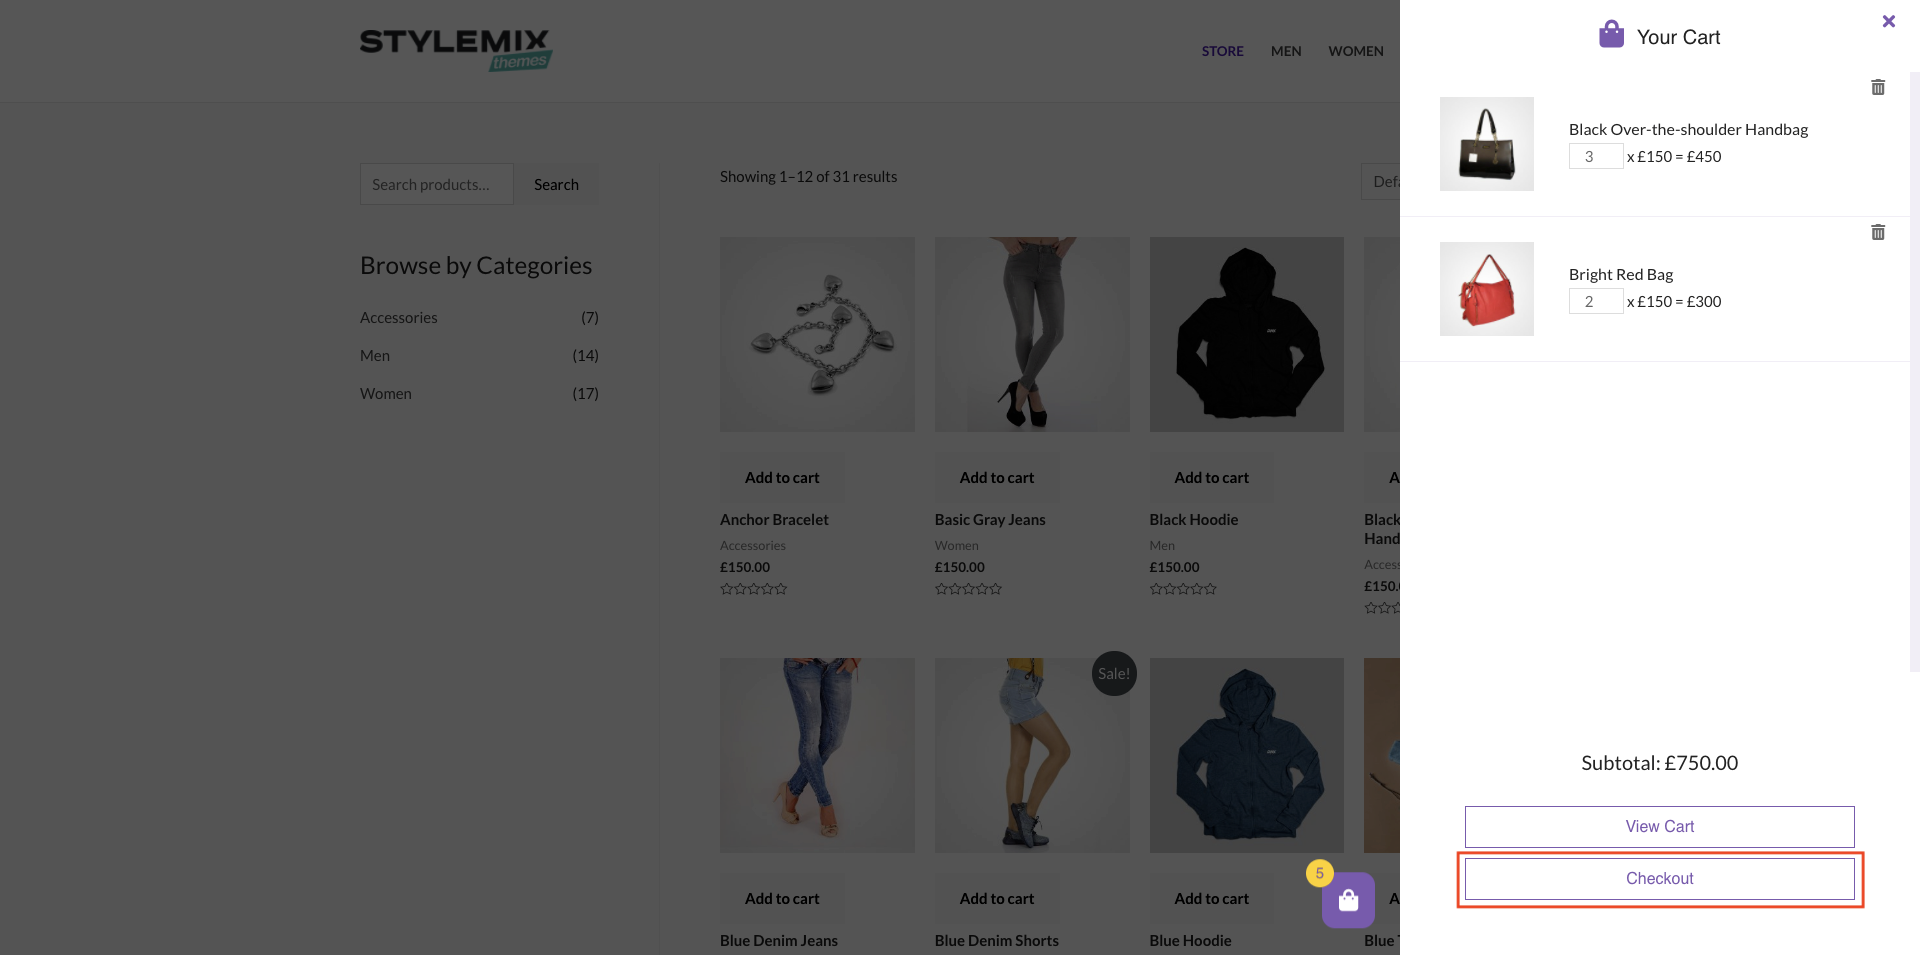 STYLEMIX
themes
STORE
MEN
WOMEN
Search products...
Search
Browse by Categories
Accessories (7)
Men (14)
Women (17)
Showing 1–12 of 31 results
Add to cart
Anchor Bracelet
Accessories
£150.00
Add to cart
Basic Gray Jeans
Women
£150.00
Add to cart
Black Hoodie
Men
£150.00
Black
£150.
Add to cart
Blue Denim Jeans
Sale!
Add to cart
Blue Denim Shorts
Add to cart
Blue Hoodie
Blue
5
Your Cart
Black Over-the-shoulder Handbag
3 x £150 = £450
Bright Red Bag
2 x £150 = £300
Subtotal: £750.00
View Cart
Checkout